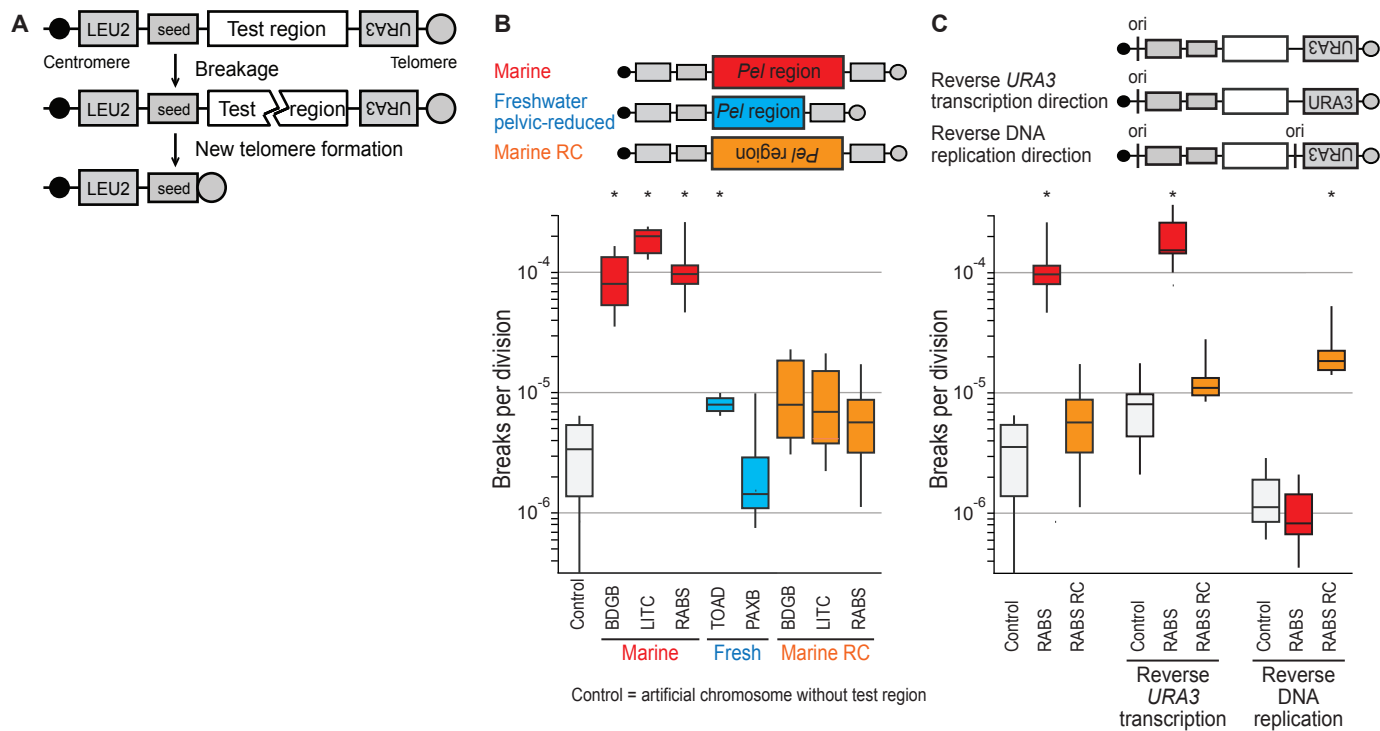 A
LEU2
seed
Test region
URA3
Centromere
Telomere
Breakage
LEU2
seed
Test region
URA3
New telomere formation
LEU2
seed
B
Marine
Pel region
Freshwater
pelvic-reduced
Pel region
Marine RC
Pel region
* * * *
Breaks per division
10-4
10-5
10-6
Control
BDGB
LITC
RABS
TOAD
PAXB
BDGB
LITC
RABS
Marine
Fresh
Marine RC
Control = artificial chromosome without test region
C
ori
URA3
Reverse URA3
transcription direction
ori
URA3
Reverse DNA
replication direction
ori
ori
URA3
* * *
Breaks per division
10-4
10-5
10-6
Control
RABS
RABS RC
Control
RABS
RABS RC
Control
RABS
RABS RC
Reverse
URA3
transcription
Reverse
DNA
replication